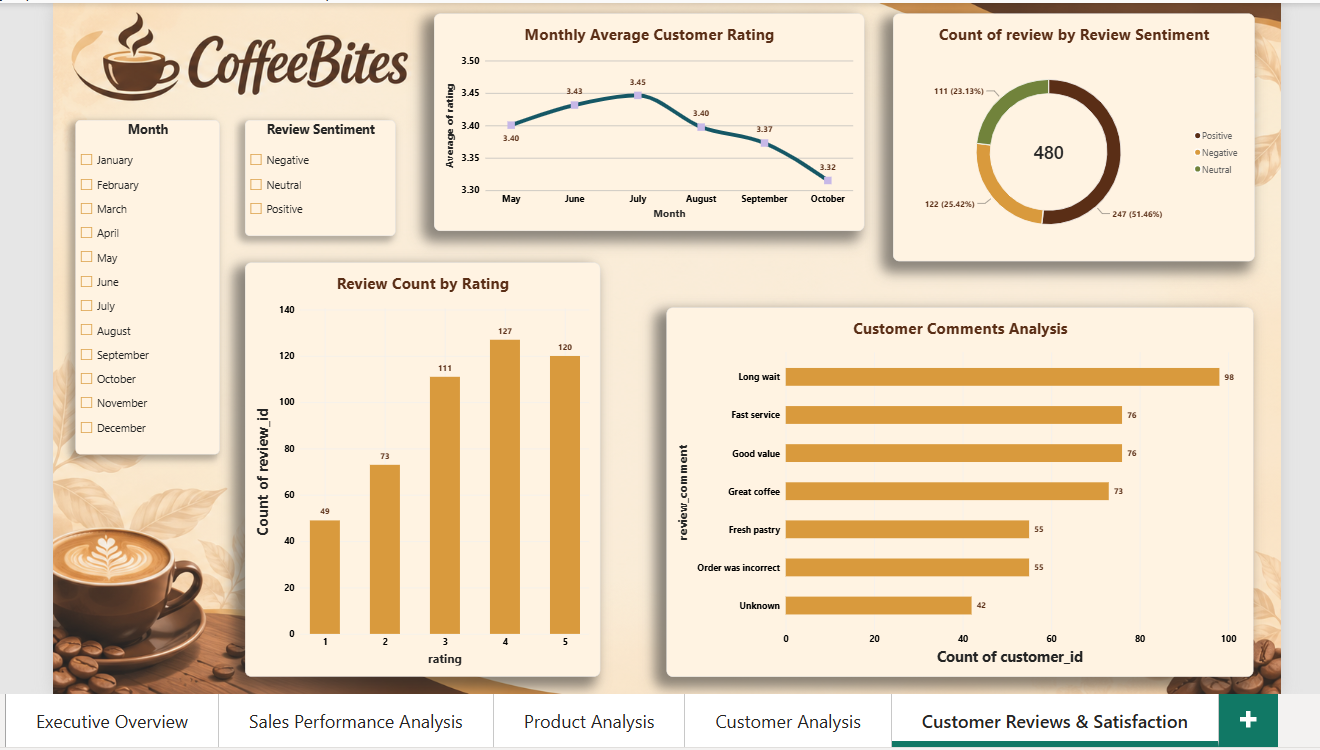 CoffeeBites
Month
January
February
March
April
May
June
July
August
September
October
November
December
Review Sentiment
Negative
Neutral
Positive
Monthly Average Customer Rating
Average of rating
3.50
3.45
3.40
3.35
3.30
3.40
3.43
3.45
3.40
3.37
3.32
May
June
July
August
September
October
Month
Count of review by Review Sentiment
111 (23.13%)
480
122 (25.42%)
247 (51.46%)
Positive
Negative
Neutral
Review Count by Rating
Count of review_id
140
120
100
80
60
40
20
0
49
73
111
127
120
1
2
3
4
5
rating
Customer Comments Analysis
review_comment
Long wait 98
Fast service 76
Good value 76
Great coffee 73
Fresh pastry 55
Order was incorrect 55
Unknown 42
0
20
40
60
80
100
Count of customer_id
Executive Overview
Sales Performance Analysis
Product Analysis
Customer Analysis
Customer Reviews & Satisfaction
+